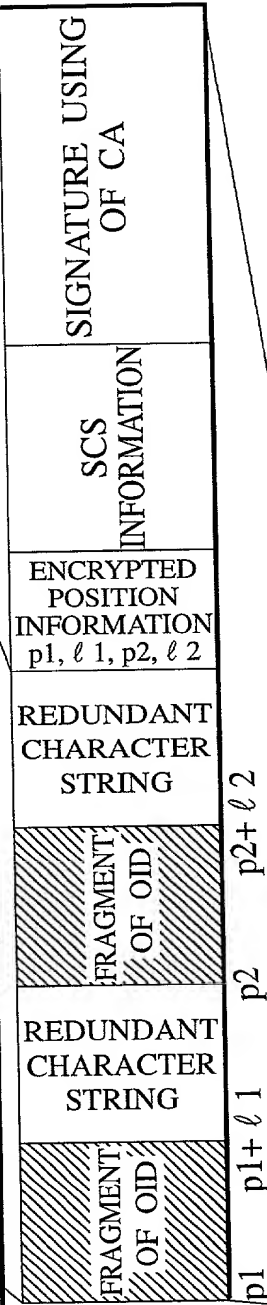 SIGNATURE USING
OF CA
SCS
INFORMATION
ENCRYPTED
POSITION
INFORMATION
p1, ℓ 1, p2, ℓ 2
REDUNDANT
CHARACTER
STRING
FRAGMENT
OF OID
REDUNDANT
CHARACTER
STRING
FRAGMENT
OF OID
p1 p1+ ℓ 1 p2 p2+ ℓ 2